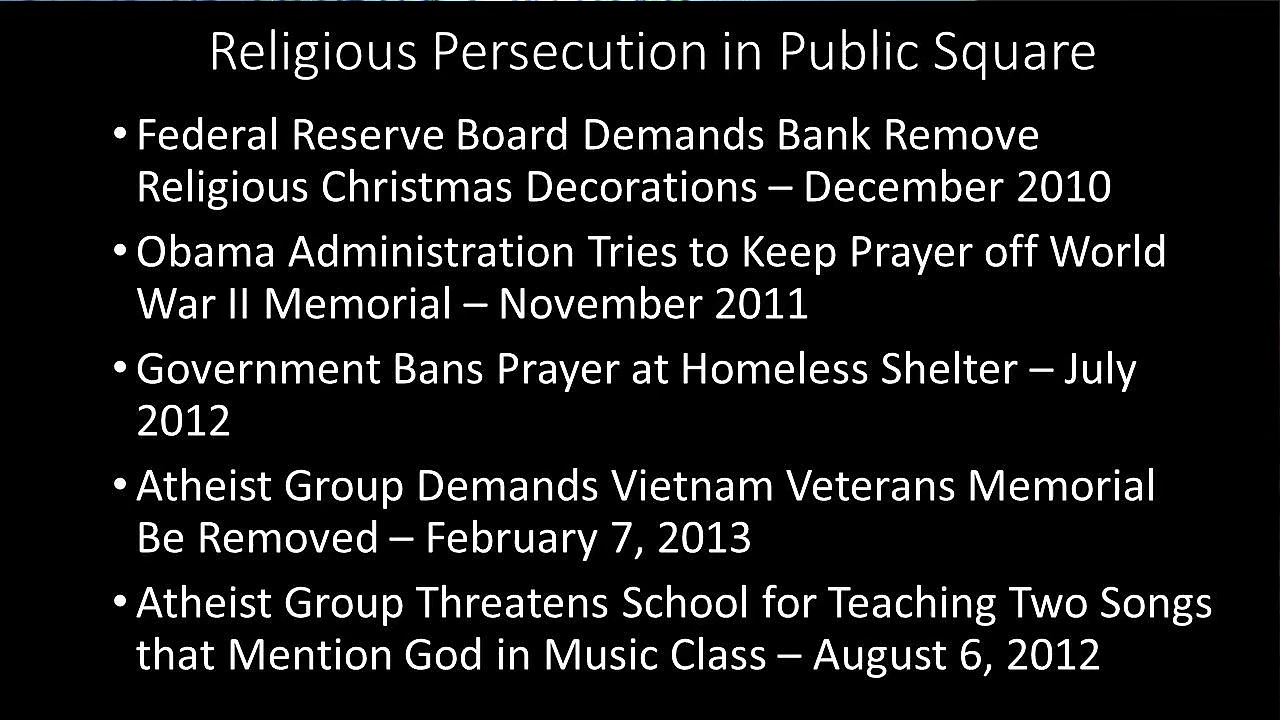 Religious Persecution in Public Square
• Federal Reserve Board Demands Bank Remove
Religious Christmas Decorations – December 2010
• Obama Administration Tries to Keep Prayer off World
War II Memorial – November 2011
• Government Bans Prayer at Homeless Shelter – July
2012
• Atheist Group Demands Vietnam Veterans Memorial
Be Removed – February 7, 2013
• Atheist Group Threatens School for Teaching Two Songs
that Mention God in Music Class – August 6, 2012